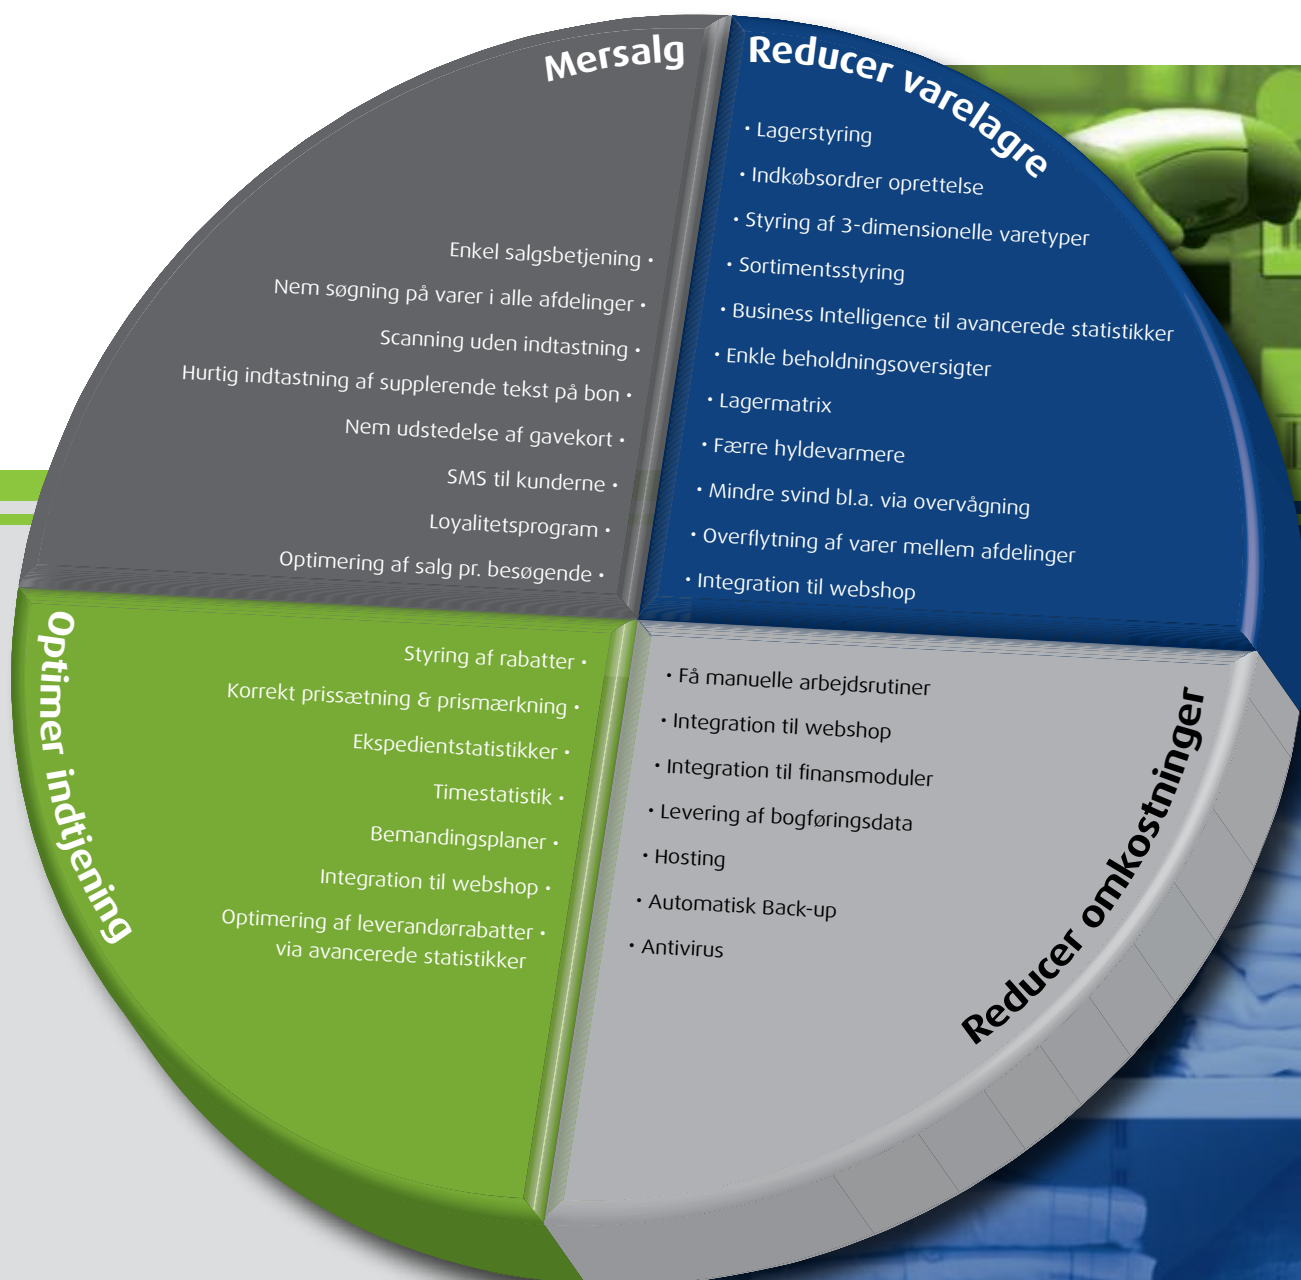 Mersalg
Enkel salgsbetjening •
Nem søgning på varer i alle afdelinger •
Scanning uden indtastning •
Hurtig indtastning af supplerende tekst på bon •
Nem udstedelse af gavekort •
SMS til kunderne •
Loyalitetsprogram •
Optimering af salg pr. besøgende •
Reducer varelagre
• Lagerstyring
• Indkøbsordrer oprettelse
• Styring af 3-dimensionelle varetyper
• Sortimentsstyring
• Business Intelligence til avancerede statistikker
• Enkle beholdningsoversigter
• Lagermatrix
• Færre hyldevarmere
• Mindre svind bl.a. via overvågning
• Overflytning af varer mellem afdelinger
• Integration til webshop
Optimer indtjening
Styring af rabatter •
Korrekt prissætning & prismærkning •
Ekspedientstatistikker •
Timestatistik •
Bemandingsplaner •
Integration til webshop •
Optimering af leverandørrabatter •
via avancerede statistikker
Reducer omkostninger
• Få manuelle arbejdsrutiner
• Integration til webshop
• Integration til finansmoduler
• Levering af bogføringsdata
• Hosting
• Automatisk Back-up
• Antivirus